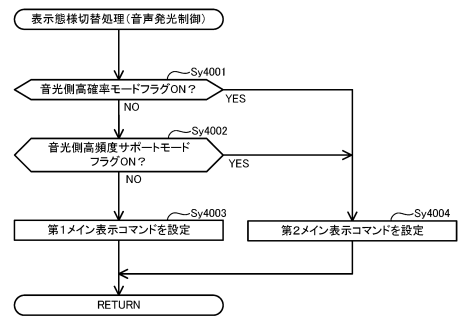 表示態様切替処理(音声発光制御)
Sy4001
音光側高確率モードフラグON?
YES
NO
Sy4002
音光側高頻度サポートモード
フラグON?
YES
NO
Sy4003
第1メイン表示コマンドを設定
Sy4004
第2メイン表示コマンドを設定
RETURN